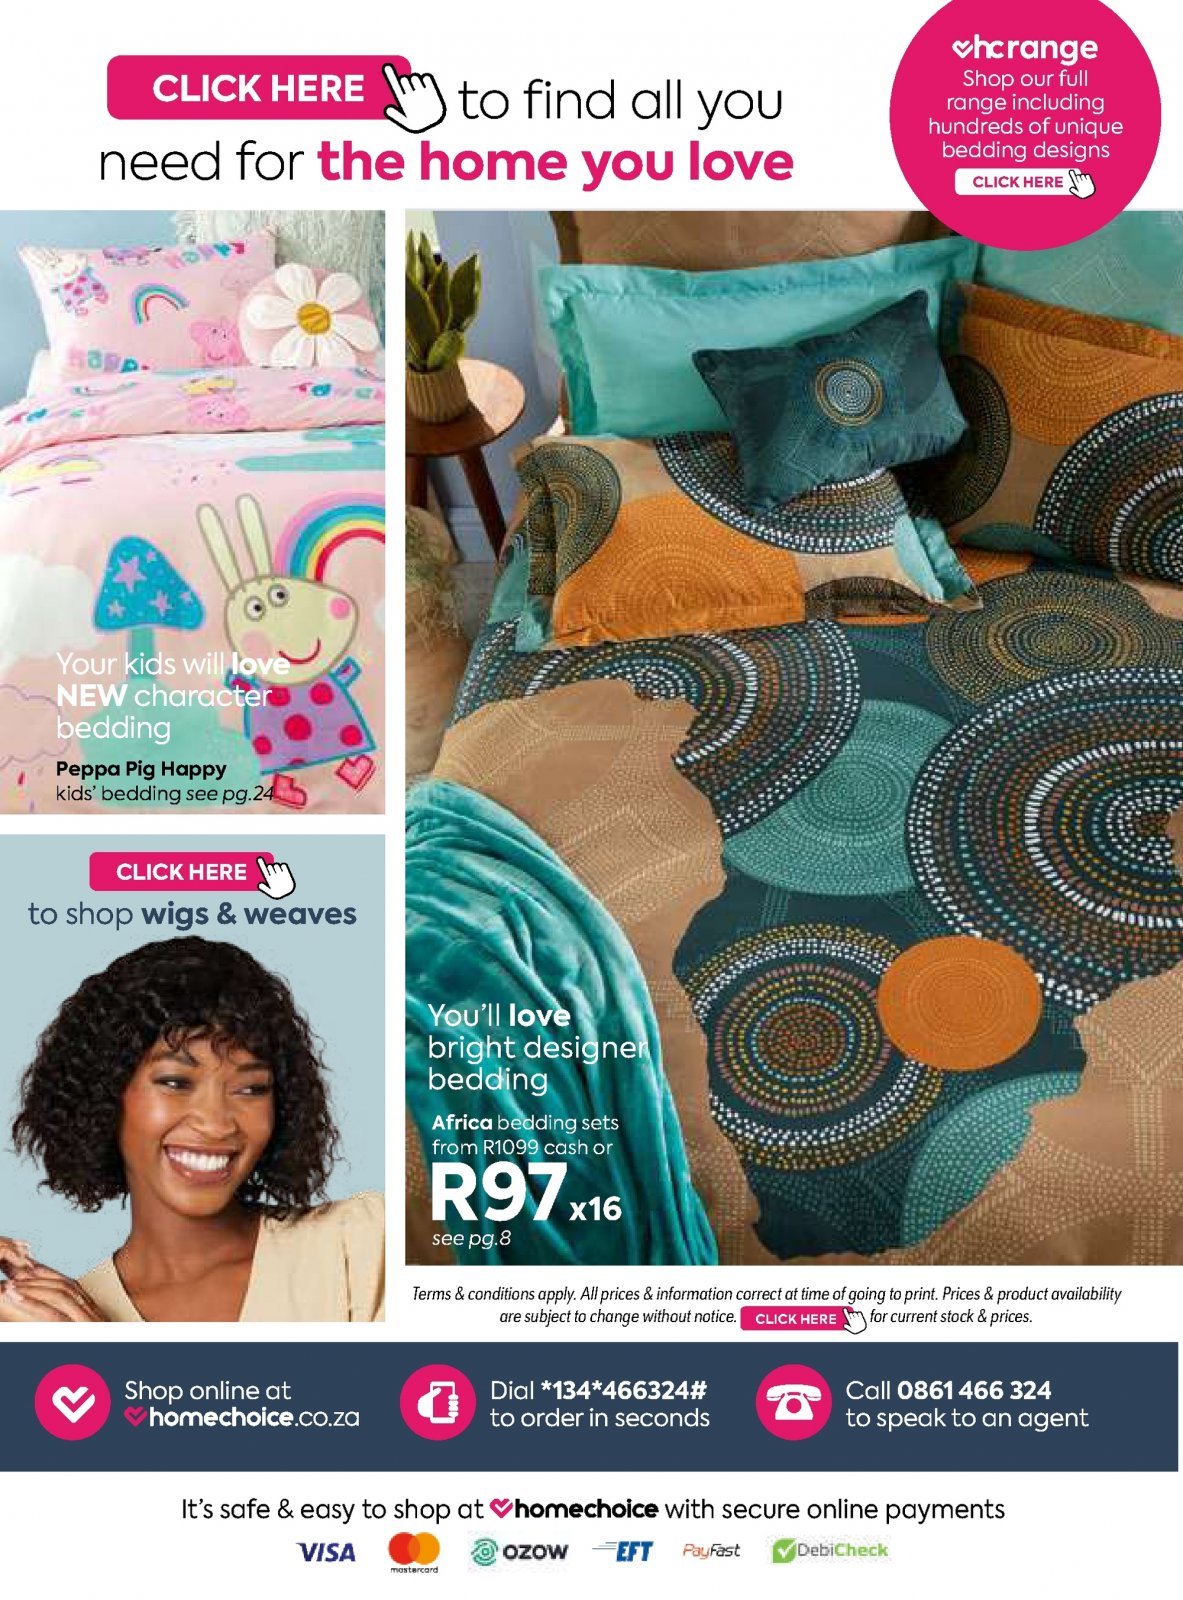 CLICK HERE to find all you
need for the home you love
hc range
Shop our full
range including
hundreds of unique
bedding designs
CLICK HERE
happy
happy
Your kids will love
NEW character
bedding
Peppa Pig Happy
kids' bedding see pg.24
CLICK HERE
to shop wigs & weaves
You'll love
bright designer
bedding
Africa bedding sets
from R1099 cash or
R97 x16
see pg.8
Terms & conditions apply. All prices & information correct at time of going to print. Prices & product availability
are subject to change without notice. CLICK HERE for current stock & prices.
Shop online at
homechoice.co.za
Dial *134*466324#
to order in seconds
Call 0861 466 324
to speak to an agent
It's safe & easy to shop at homechoice with secure online payments
VISA
mastercard
OZOW
EFT
PayFast
DebiCheck